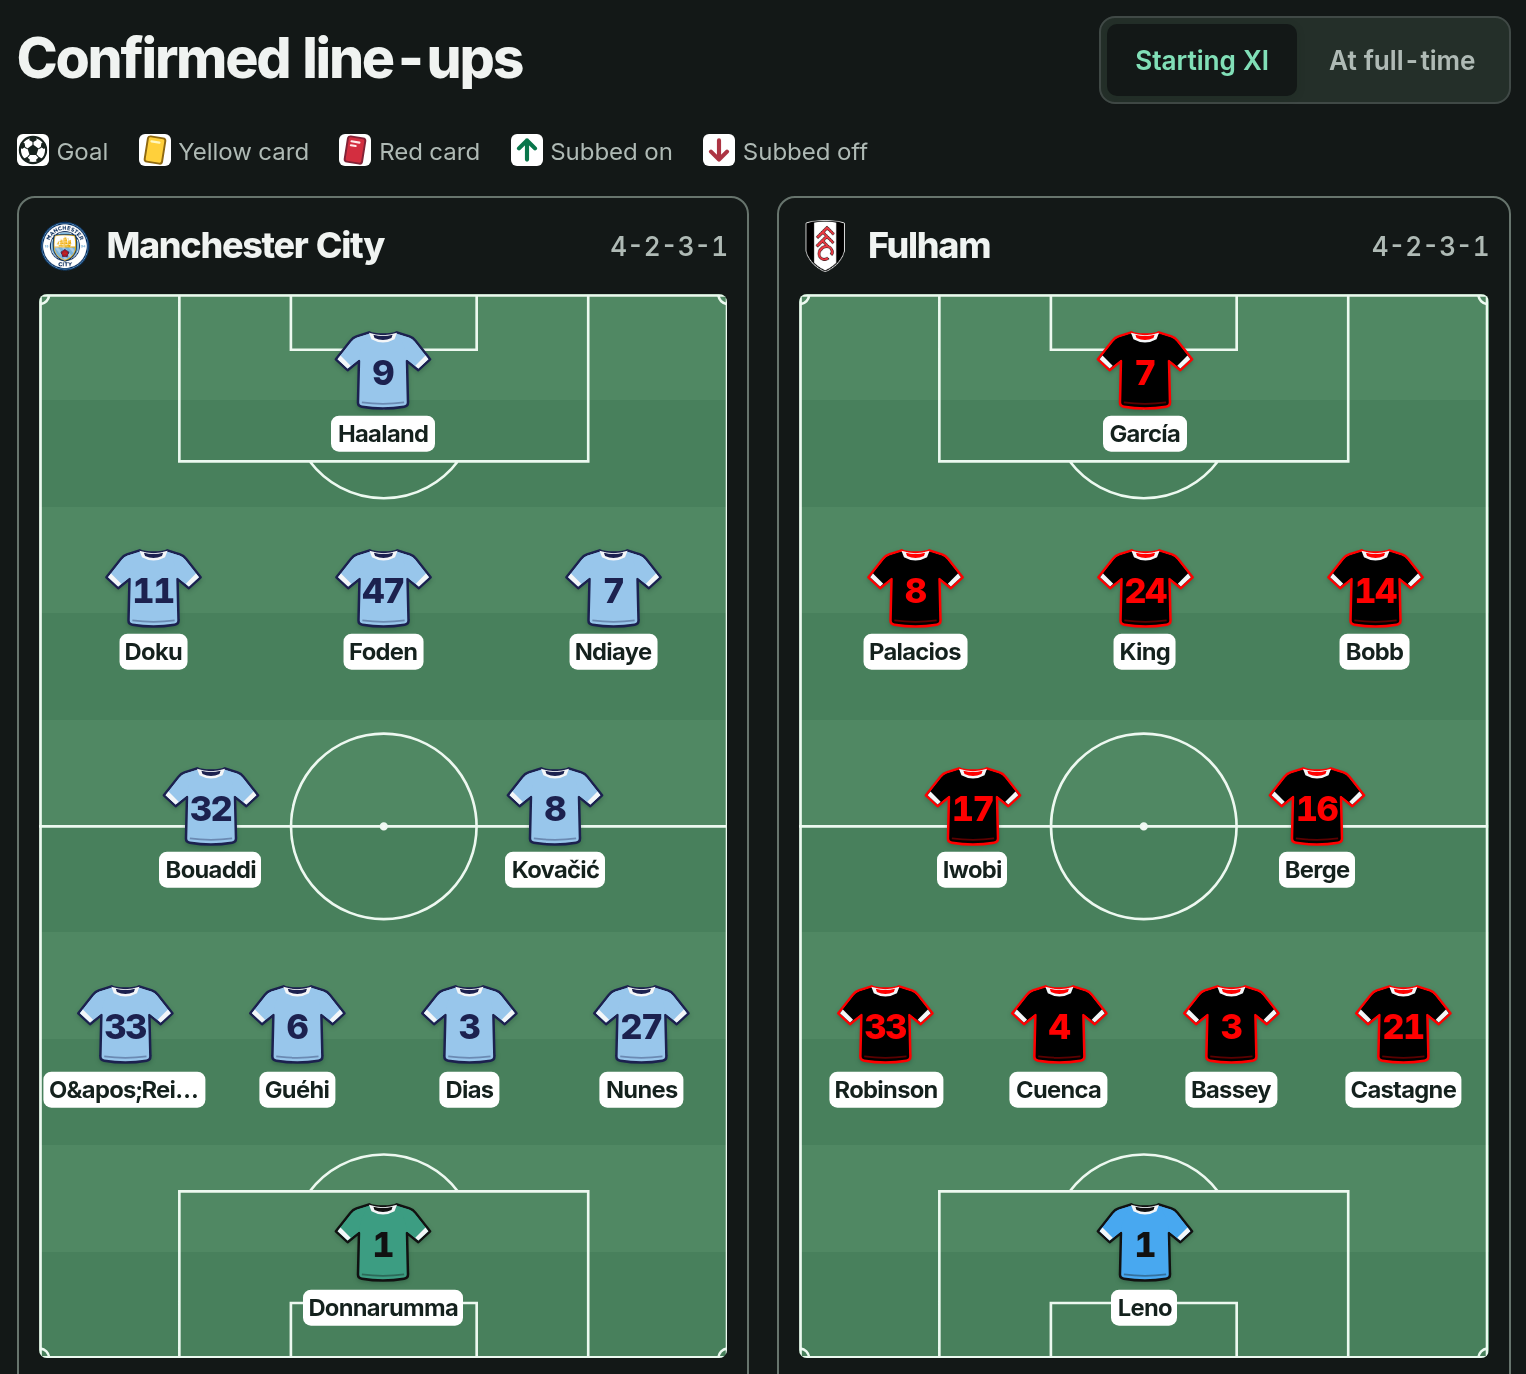 Confirmed line-ups
Starting XI
At full-time
Goal
Yellow card
Red card
Subbed on
Subbed off
MANCHESTER
CITY
Manchester City
4-2-3-1
9
Haaland
11
47
7
Doku
Foden
Ndiaye
32
8
Bouaddi
Kovačić
33
6
3
27
O&apos;Rei...
Guéhi
Dias
Nunes
1
Donnarumma
Fulham
4-2-3-1
7
García
8
24
14
Palacios
King
Bobb
17
16
Iwobi
Berge
33
4
3
21
Robinson
Cuenca
Bassey
Castagne
1
Leno